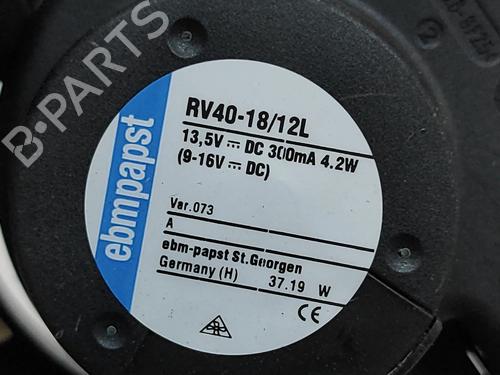 B-PARTS
ebmpapst
RV40-18/12L
13,5V ⎓ DC 300mA 4.2W
(9-16V ⎓ DC)
Var.073
A
ebm-papst St.Georgen
Germany (H)
37.19 W
CE